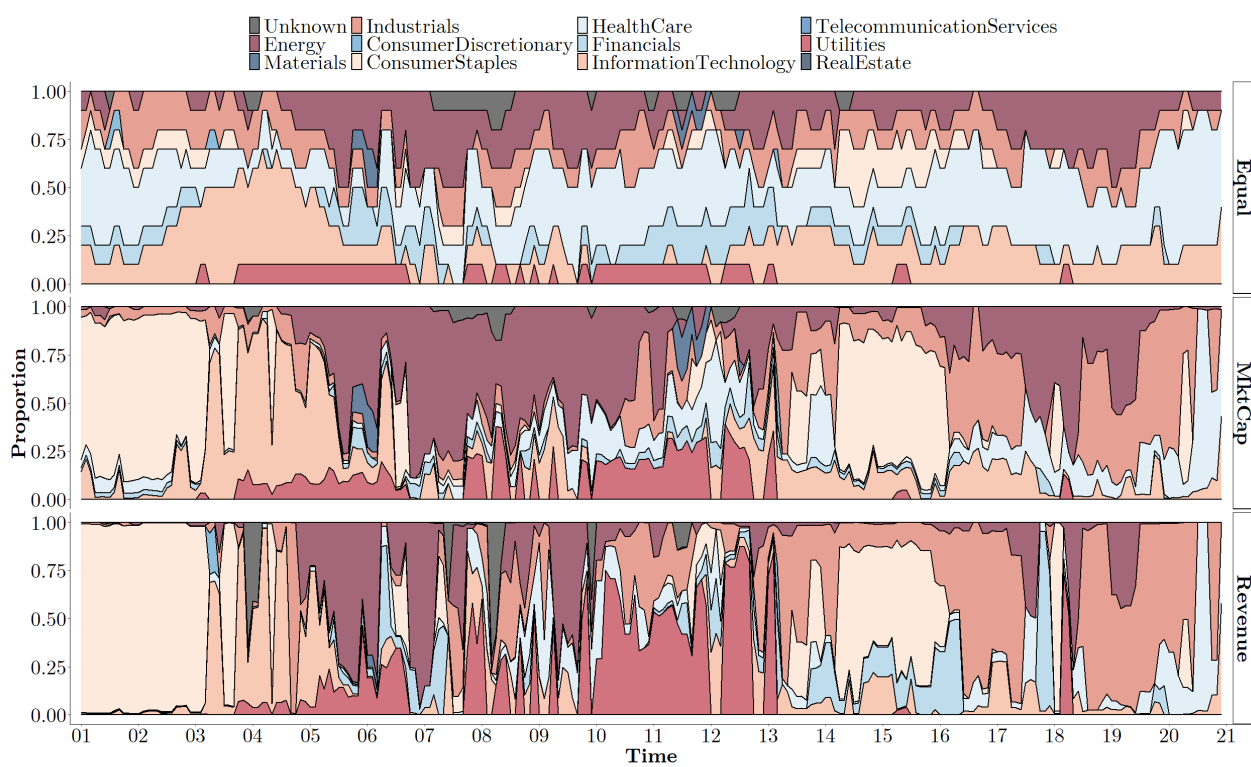 Unknown Industrials HealthCare TelecommunicationServices
Energy ConsumerDiscretionary Financials Utilities
Materials ConsumerStaples InformationTechnology RealEstate
1.00
0.75
0.50
0.25
0.00
Equal
1.00
0.75
0.50
0.25
0.00
MktCap
1.00
0.75
0.50
0.25
0.00
Revenue
Proportion
01 02 03 04 05 06 07 08 09 10 11 12 13 14 15 16 17 18 19 20 21
Time